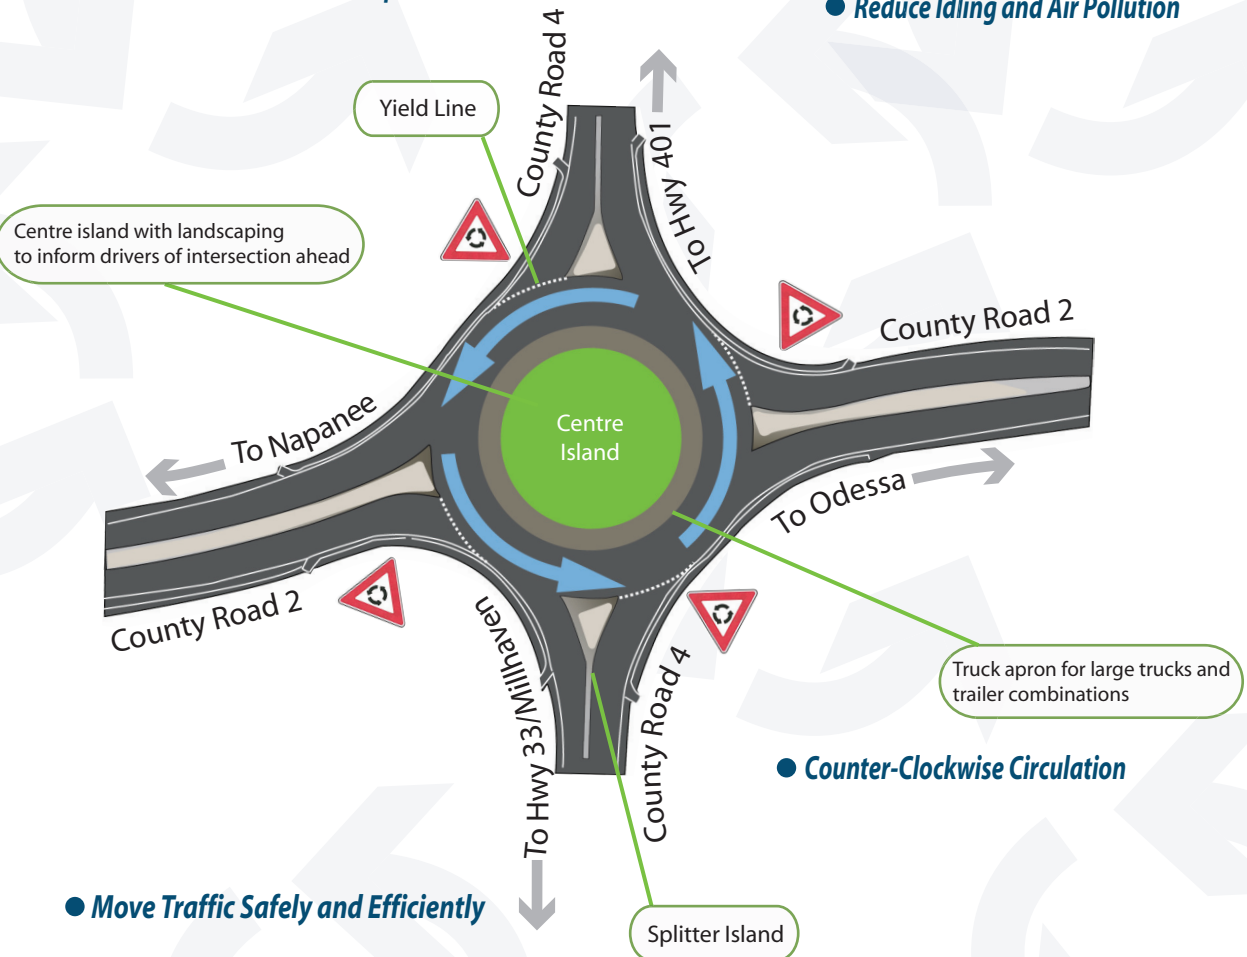 Reduce Idling and Air Pollution
County Road 4
To Hwy 401
Yield Line
Centre island with landscaping
to inform drivers of intersection ahead
County Road 2
To Napanee
Centre
Island
To Odessa
County Road 2
To Hwy 33/Millhaven
County Road 4
Truck apron for large trucks and
trailer combinations
Counter-Clockwise Circulation
Move Traffic Safely and Efficiently
Splitter Island